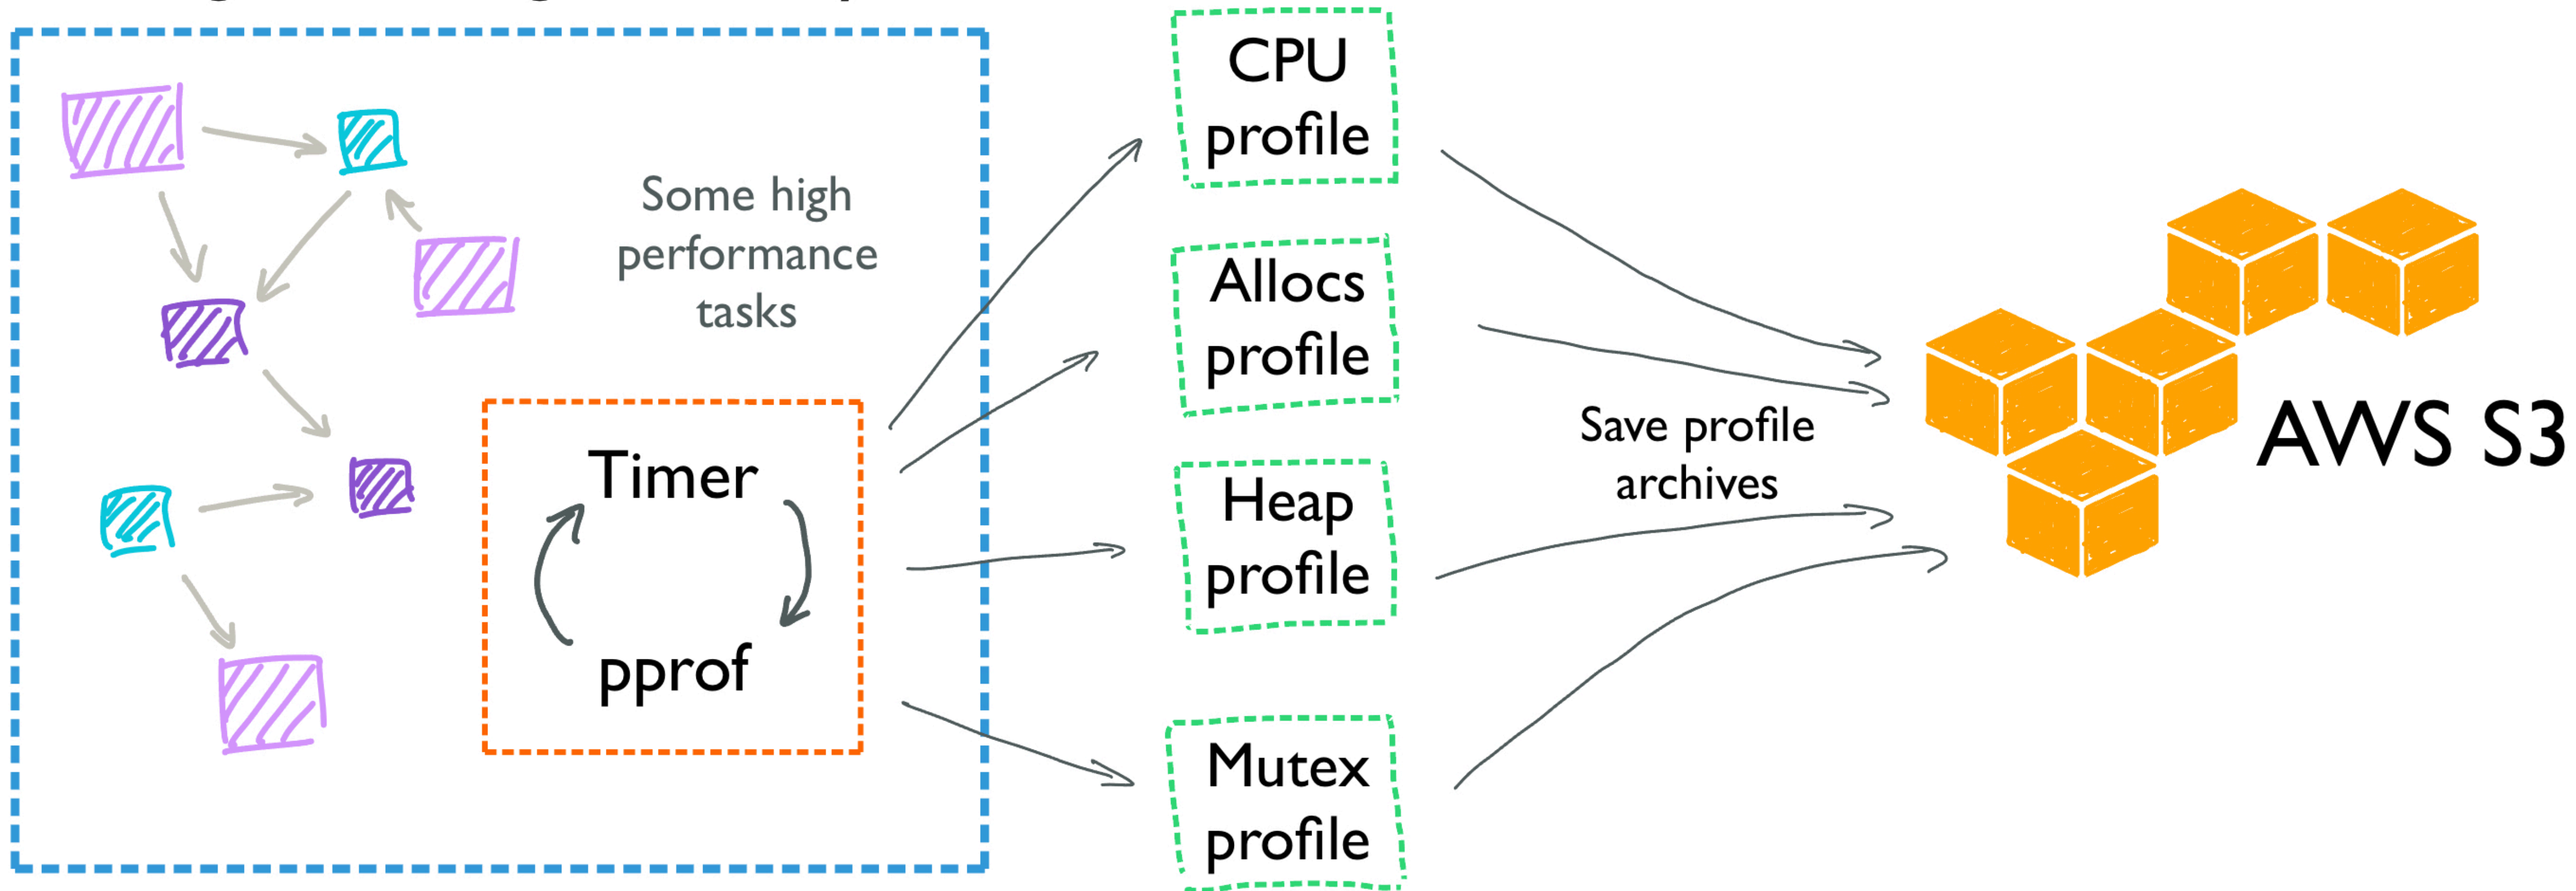 Some high
performance
tasks
Timer
pprof
CPU
profile
Allocs
profile
Heap
profile
Mutex
profile
Save profile
archives
AWS S3